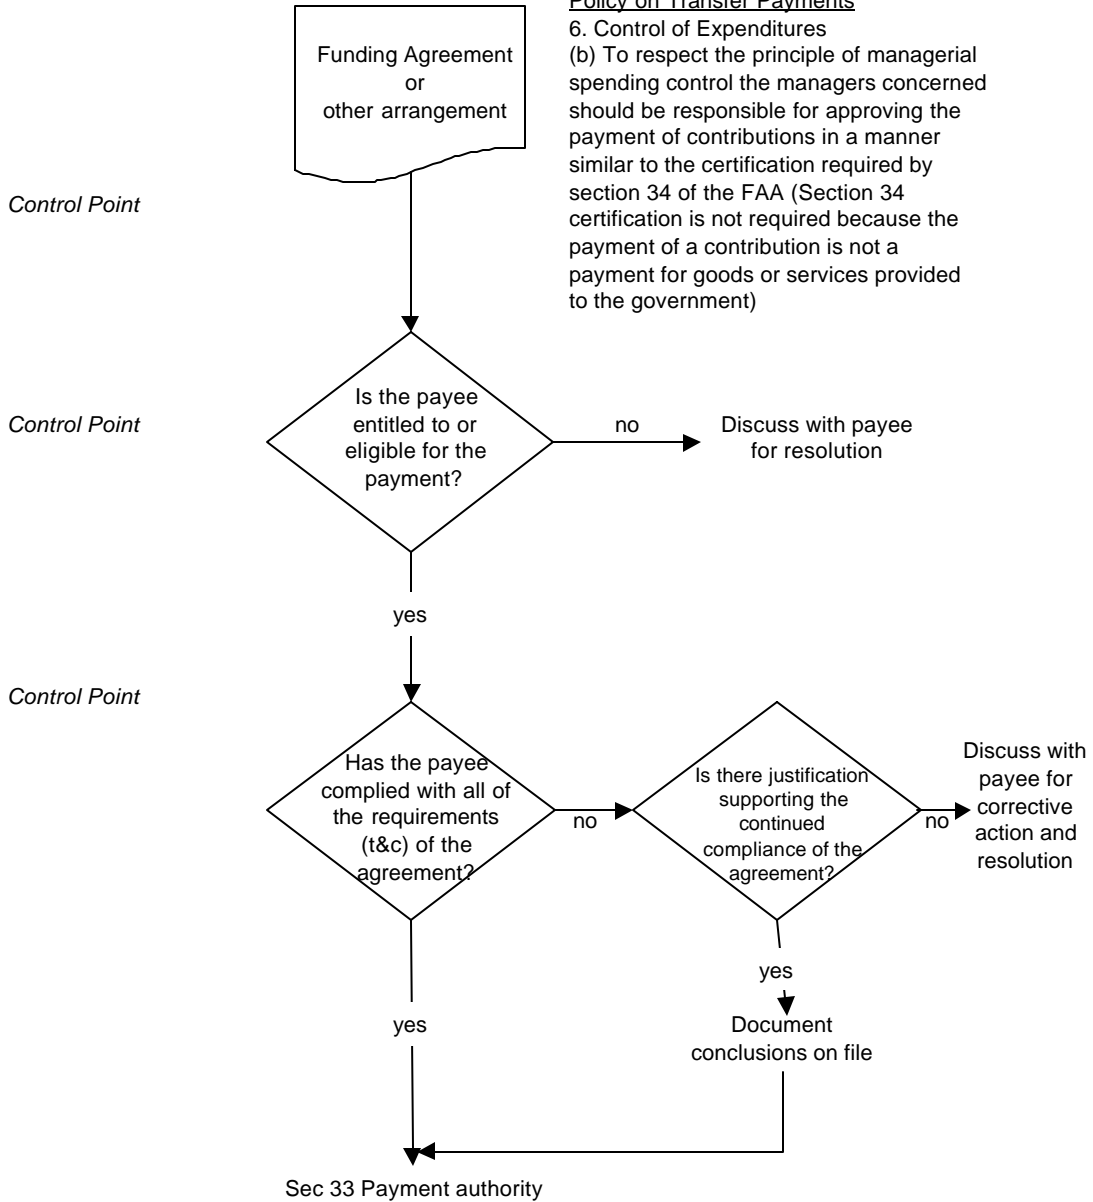 Policy on Transfer Payments
6. Control of Expenditures
(b) To respect the principle of managerial
spending control the managers concerned
should be responsible for approving the
payment of contributions in a manner
similar to the certification required by
section 34 of the FAA (Section 34
certification is not required because the
payment of a contribution is not a
payment for goods or services provided
to the government)
Funding Agreement
or
other arrangement
Control Point
Control Point
Is the payee
entitled to or
eligible for the
payment?
no
Discuss with payee
for resolution
yes
Control Point
Has the payee
complied with all of
the requirements
(t&c) of the
agreement?
no
Is there justification
supporting the
continued
compliance of the
agreement?
no
Discuss with
payee for
corrective
action and
resolution
yes
yes
Document
conclusions on file
Sec 33 Payment authority